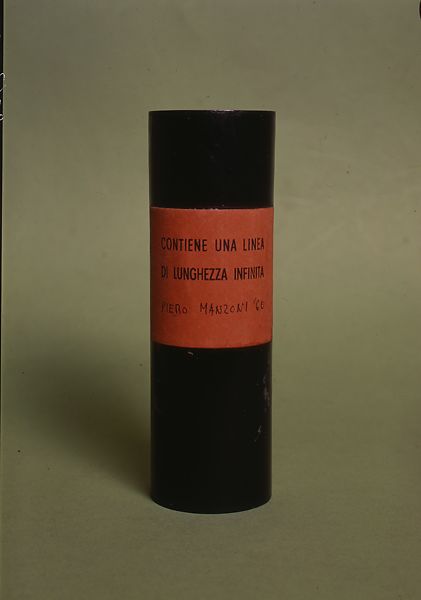 CONTIENE UNA LINEA
DI LUNGHEZZA INFINITA
PIERO MANZONI '60